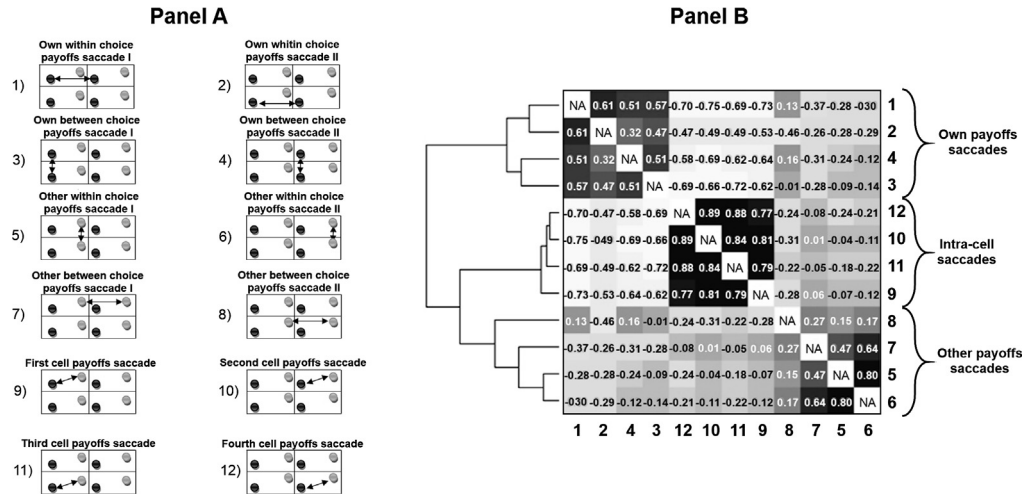 Panel A
Panel B
Own within choice
payoffs saccade I
1)
Own whitin choice
payoffs saccade II
2)
Own between choice
payoffs saccade I
3)
Own between choice
payoffs saccade II
4)
Other within choice
payoffs saccade I
5)
Other within choice
payoffs saccade II
6)
Other between choice
payoffs saccade I
7)
Other between choice
payoffs saccade II
8)
First cell payoffs saccade
9)
Second cell payoffs saccade
10)
Third cell payoffs saccade
11)
Fourth cell payoffs saccade
12)
NA 0.61 0.51 0.57 -0.70 -0.75 -0.69 -0.73 0.13 -0.37 -0.28 -030 1
0.61 NA 0.32 0.47 -0.47 -0.49 -0.49 -0.53 -0.46 -0.26 -0.28 -0.29 2
0.51 0.32 NA 0.51 -0.58 -0.69 -0.62 -0.64 0.16 -0.31 -0.24 -0.12 4
0.57 0.47 0.51 NA -0.69 -0.66 -0.72 -0.62 -0.01 -0.28 -0.09 -0.14 3
-0.70 -0.47 -0.58 -0.69 NA 0.89 0.88 0.77 -0.24 -0.08 -0.24 -0.21 12
-0.75 -049 -0.69 -0.66 0.89 NA 0.84 0.81 -0.31 0.01 -0.04 -0.11 10
-0.69 -0.49 -0.62 -0.72 0.88 0.84 NA 0.79 -0.22 -0.05 -0.18 -0.22 11
-0.73 -0.53 -0.64 -0.62 0.77 0.81 0.79 NA -0.28 0.06 -0.07 -0.12 9
0.13 -0.46 0.16 -0.01 -0.24 -0.31 -0.22 -0.28 NA 0.27 0.15 0.17 8
-0.37 -0.26 -0.31 -0.28 -0.08 0.01 -0.05 0.06 0.27 NA 0.47 0.64 7
-0.28 -0.28 -0.24 -0.09 -0.24 -0.04 -0.18 -0.07 0.15 0.47 NA 0.80 5
-030 -0.29 -0.12 -0.14 -0.21 -0.11 -0.22 -0.12 0.17 0.64 0.80 NA 6
1 2 4 3 12 10 11 9 8 7 5 6
Own payoffs
saccades
Intra-cell
saccades
Other payoffs
saccades